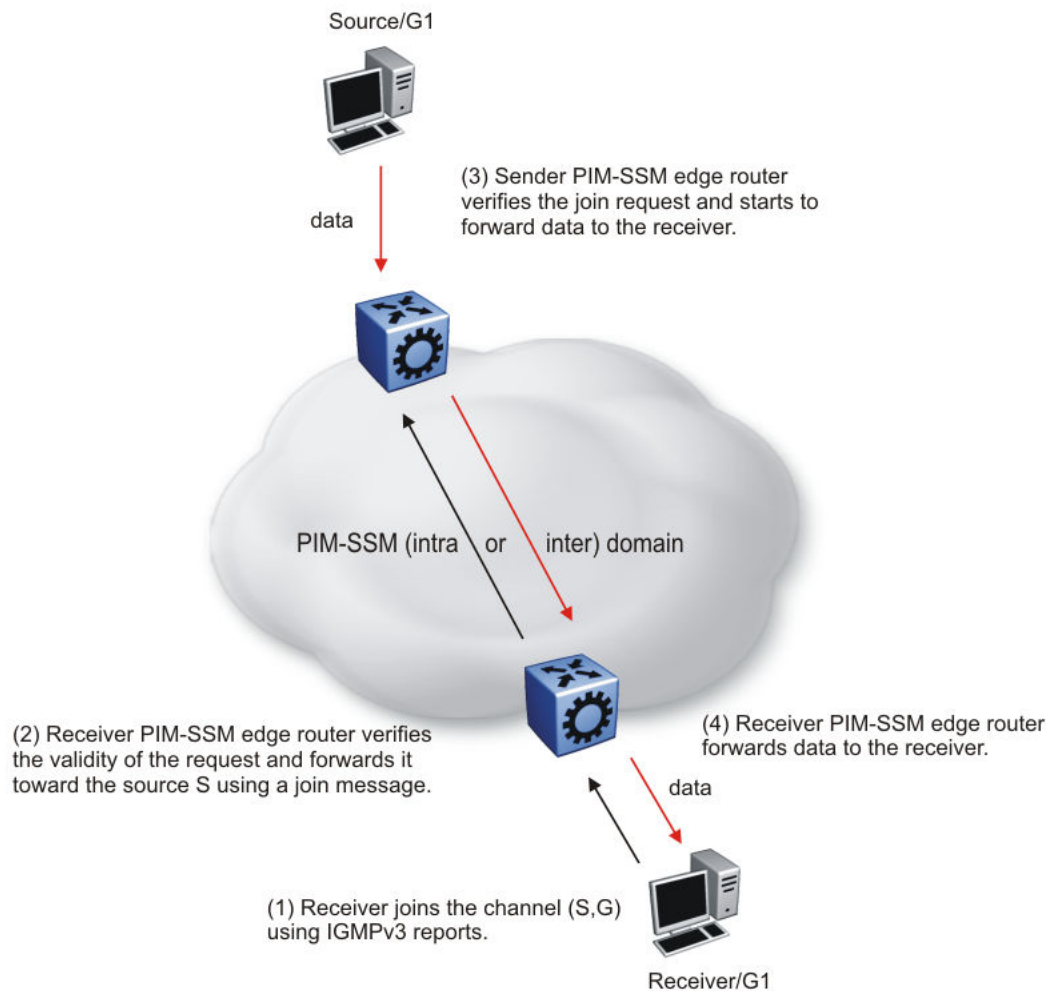 Source/G1
(3) Sender PIM-SSM edge router
verifies the join request and starts to
forward data to the receiver.
data
PIM-SSM (intra or inter) domain
(2) Receiver PIM-SSM edge router verifies
the validity of the request and forwards it
toward the source S using a join message.
(4) Receiver PIM-SSM edge router
forwards data to the receiver.
data
(1) Receiver joins the channel (S,G)
using IGMPv3 reports.
Receiver/G1